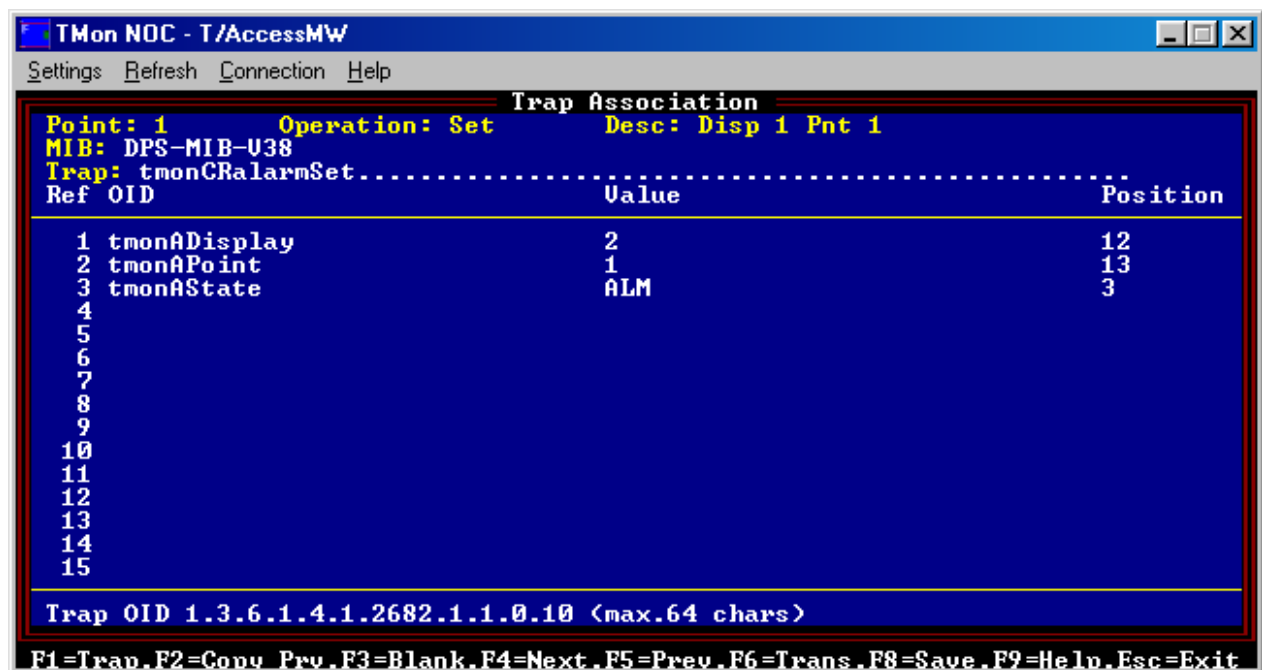 TMon NOC - T/AccessMW
Settings Refresh Connection Help
Trap Association
Point: 1 Operation: Set Desc: Disp 1 Pnt 1
MIB: DPS-MIB-V38
Trap: tmonCRalarmSet..................................................
Ref OID Value Position
1 tmonADisplay 2 12
2 tmonAPoint 1 13
3 tmonAState ALM 3
4
5
6
7
8
9
10
11
12
13
14
15
Trap OID 1.3.6.1.4.1.2682.1.1.0.10 (max.64 chars)
F1=Trap.F2=Copy Prv.F3=Blank.F4=Next.F5=Prev.F6=Trans.F8=Save.F9=Help.Esc=Exit